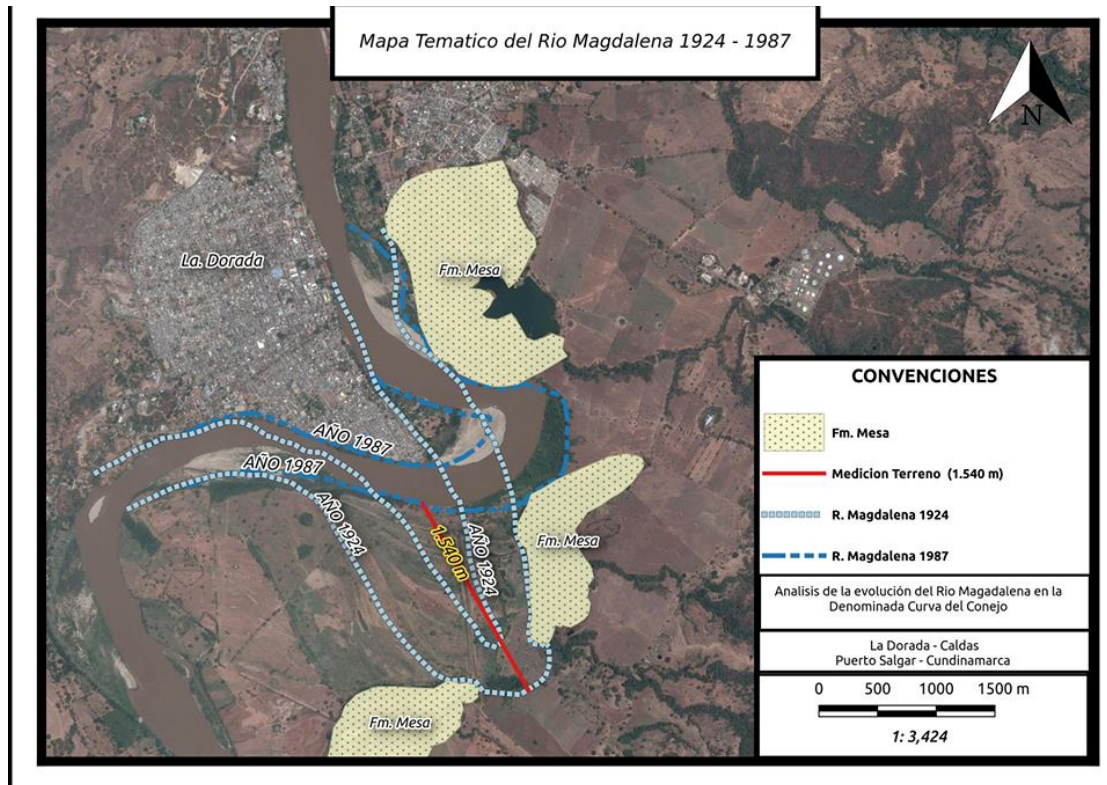 Mapa Tematico del Rio Magdalena 1924 - 1987
N
La. Dorada
Fm. Mesa
AÑO 1987
AÑO 1987
AÑO 1924
1.540 m
AÑO 1924
Fm. Mesa
Fm. Mesa
CONVENCIONES
Fm. Mesa
Medicion Terreno (1.540 m)
R. Magdalena 1924
R. Magdalena 1987
Analisis de la evolución del Rio Magadalena en la
Denominada Curva del Conejo
La Dorada - Caldas
Puerto Salgar - Cundinamarca
0 500 1000 1500 m
1: 3,424